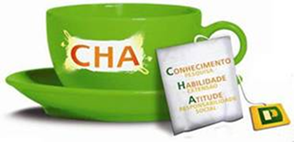 CHA
CONHECIMENTO
PESQUISA
HABILIDADE
EXTENSÃO
ATITUDE
RESPONSABILIDADE
SOCIAL